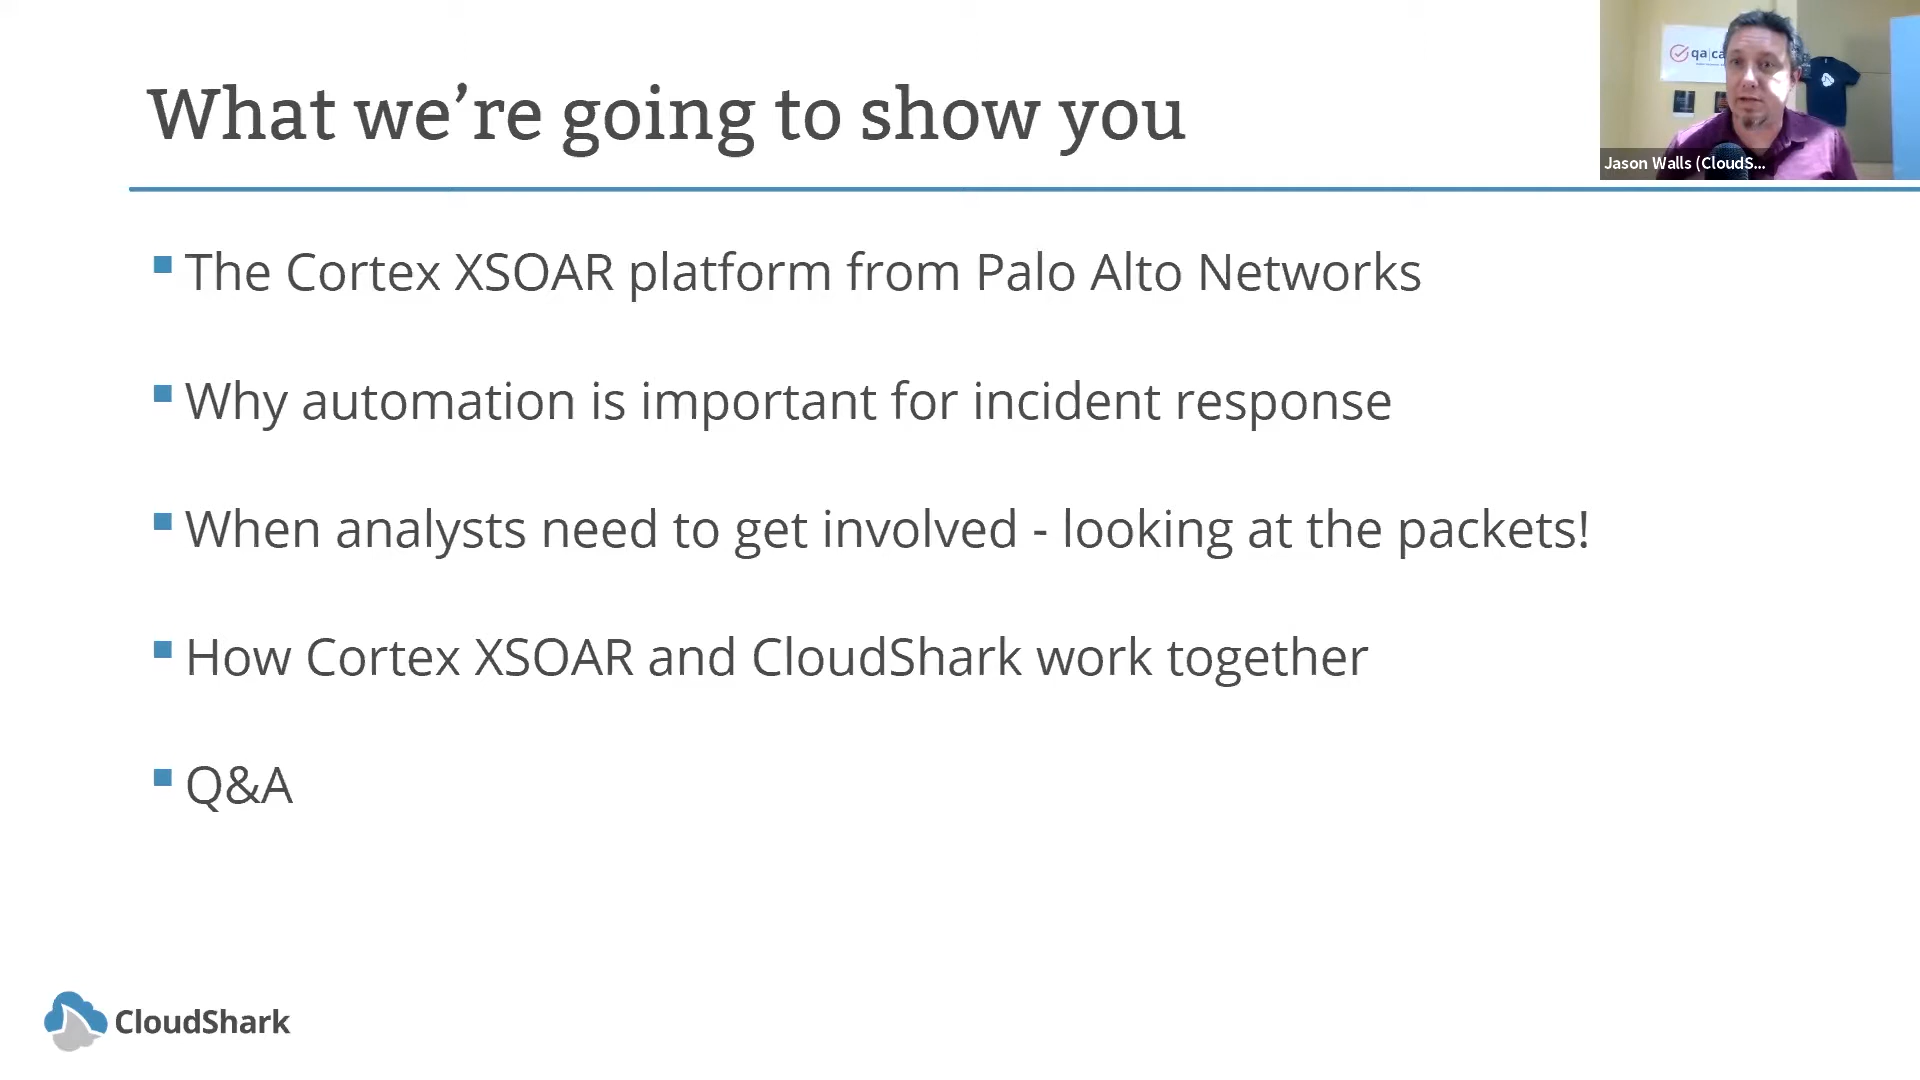 What we’re going to show you
qa|ca
Jason Walls (CloudS...
The Cortex XSOAR platform from Palo Alto Networks
Why automation is important for incident response
When analysts need to get involved - looking at the packets!
How Cortex XSOAR and CloudShark work together
Q&A
CloudShark